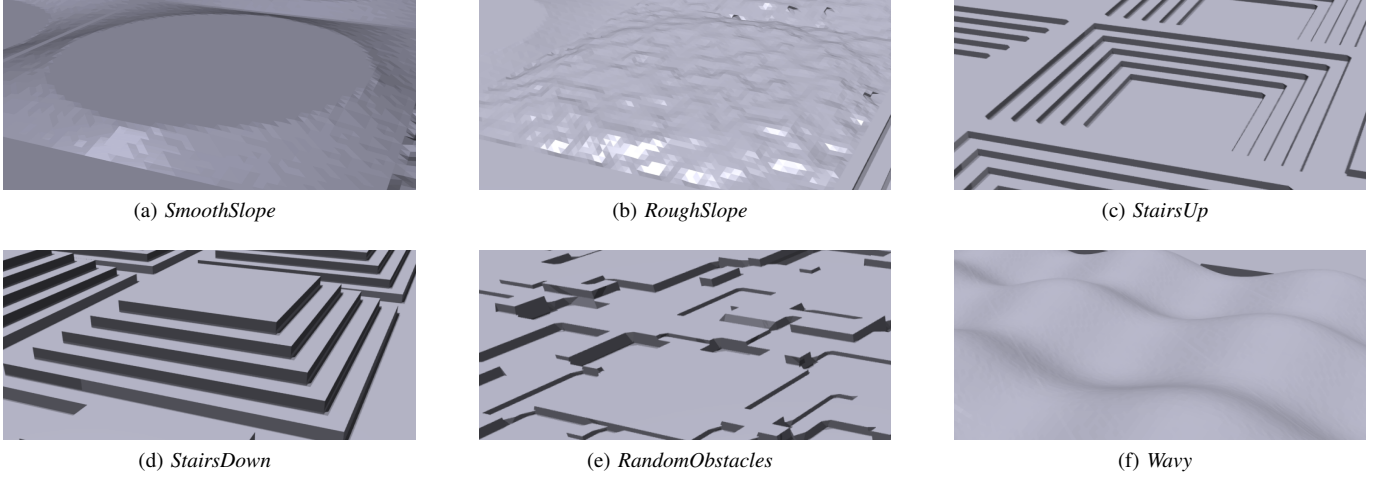 (a) SmoothSlope
(b) RoughSlope
(c) StairsUp
(d) StairsDown
(e) RandomObstacles
(f) Wavy